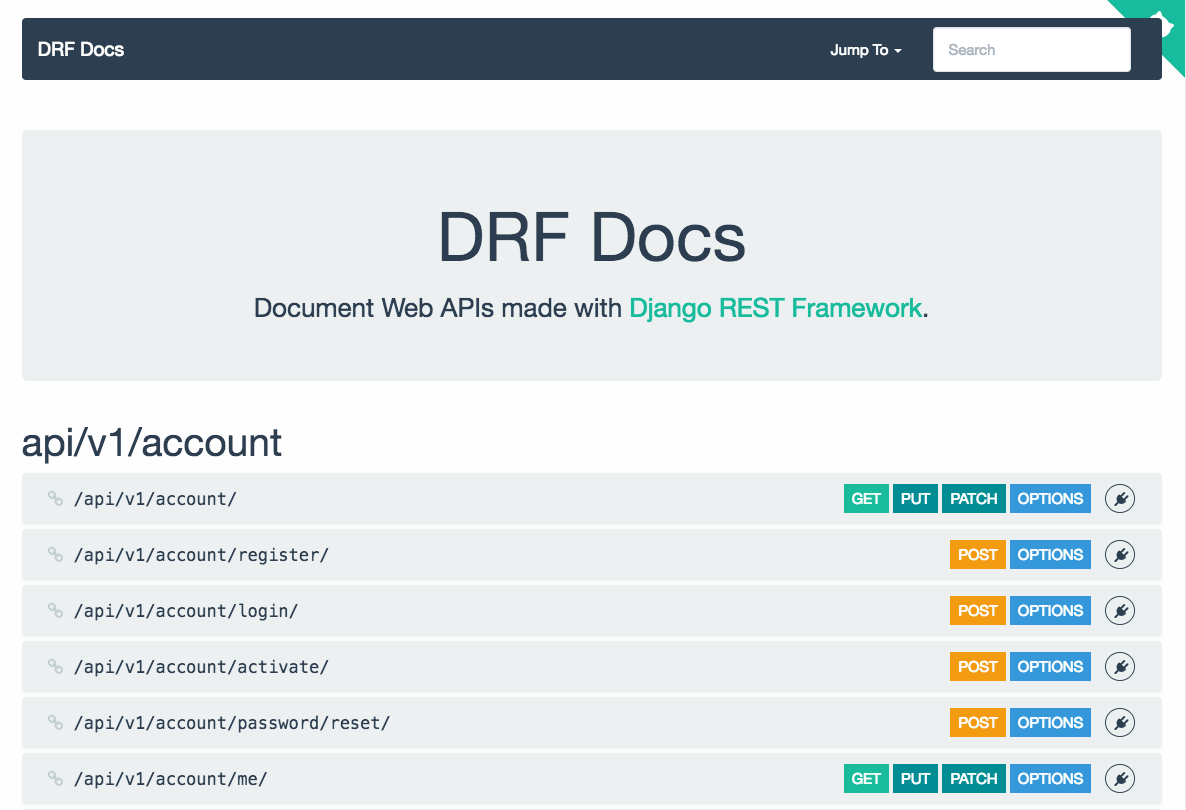 DRF Docs Jump To Search
DRF Docs
Document Web APIs made with Django REST Framework.
api/v1/account
/api/v1/account/ GET PUT PATCH OPTIONS
/api/v1/account/register/ POST OPTIONS
/api/v1/account/login/ POST OPTIONS
/api/v1/account/activate/ POST OPTIONS
/api/v1/account/password/reset/ POST OPTIONS
/api/v1/account/me/ GET PUT PATCH OPTIONS